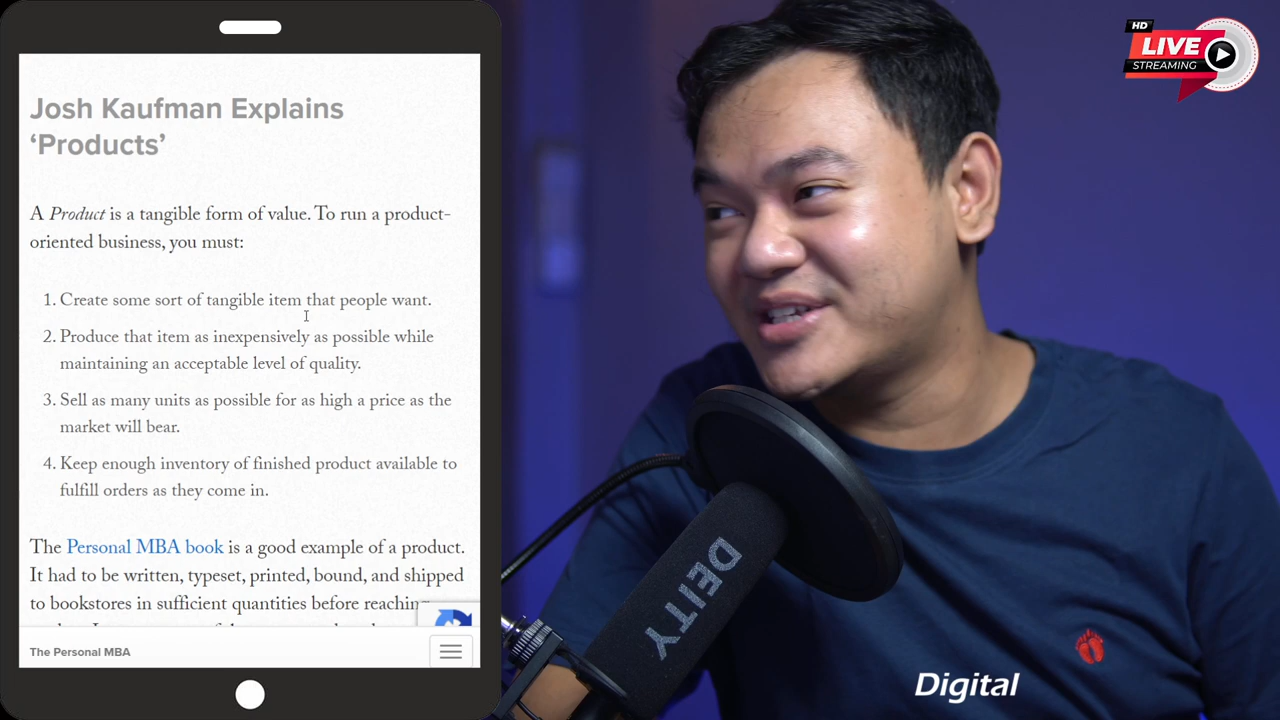 Josh Kaufman Explains
‘Products’
A Product is a tangible form of value. To run a product-
oriented business, you must:
1. Create some sort of tangible item that people want.
2. Produce that item as inexpensively as possible while
maintaining an acceptable level of quality.
3. Sell as many units as possible for as high a price as the
market will bear.
4. Keep enough inventory of finished product available to
fulfill orders as they come in.
The Personal MBA book is a good example of a product.
It had to be written, typeset, printed, bound, and shipped
to bookstores in sufficient quantities before reaching
The Personal MBA
HD
LIVE
STREAMING
DEITY
Digital